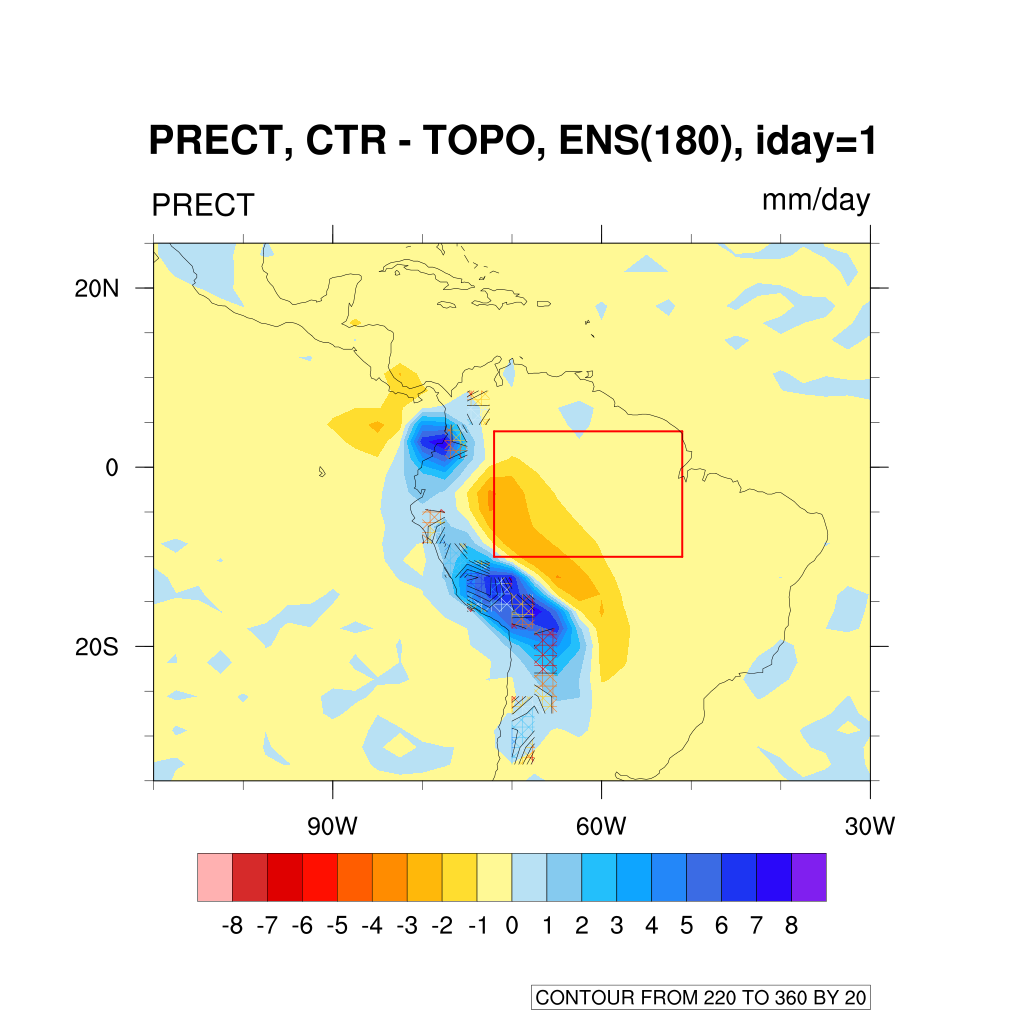 PRECT, CTR - TOPO, ENS(180), iday=1
PRECT mm/day
20N
0
20S
90W 60W 30W
-8 -7 -6 -5 -4 -3 -2 -1 0 1 2 3 4 5 6 7 8
CONTOUR FROM 220 TO 360 BY 20